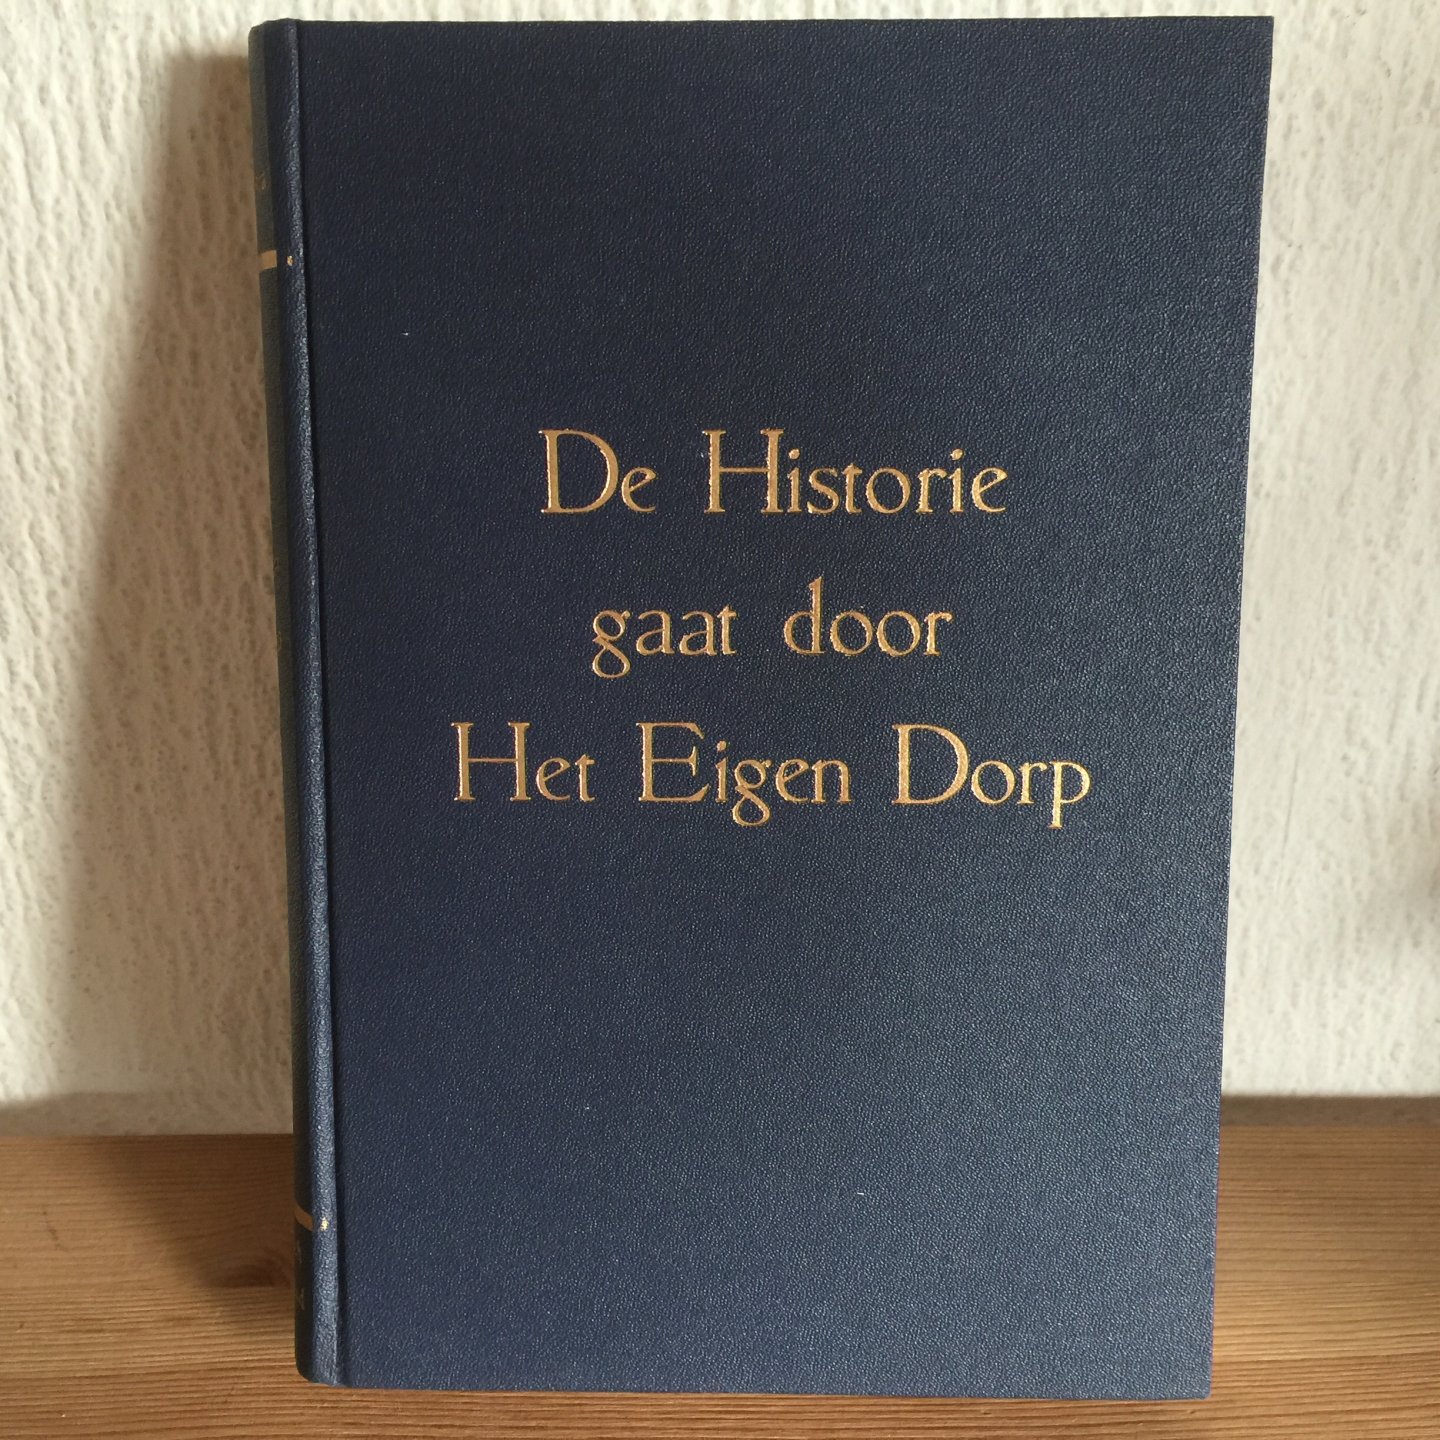 De Historie
gaat door
Het Eigen Dorp